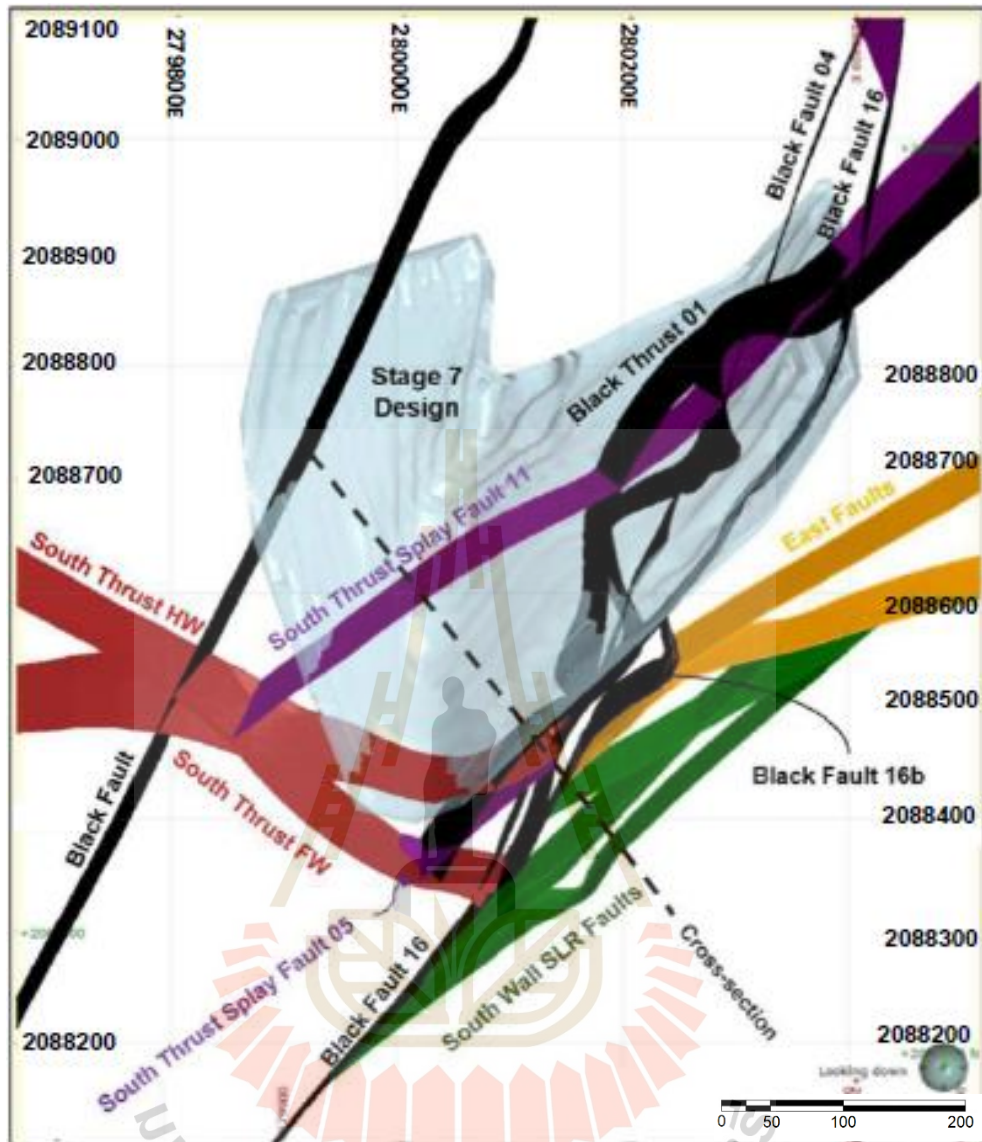 2089100
279800E
280000E
280200E
Black Fault 04
Black Fault 16
2089000
2088900
2088800
Stage 7
Design
Black Thrust 01
2088800
2088700
2088700
East Faults
South Thrust Splay Fault 11
South Thrust HW
2088600
2088500
Black Fault 16b
South Thrust FW
Black Fault
2088400
South Thrust Splay Fault 05
Black Fault 16
South Wall SLR Faults
Cross-section
2088300
2088200
2088200
Looking down
0 50 100 200